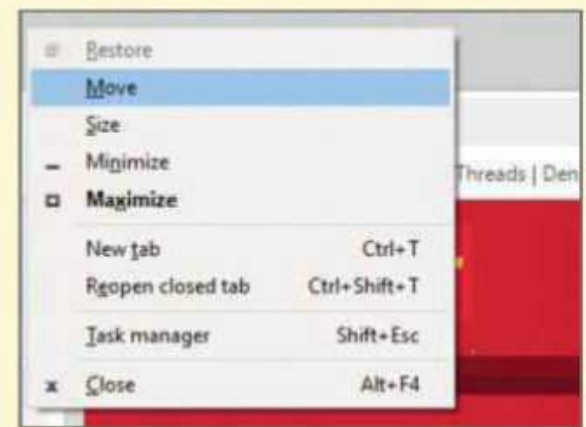 Restore
Move
Size
Minimize
Threads | Den
Maximize
New tab Ctrl+T
Reopen closed tab Ctrl+Shift+T
Task manager Shift+Esc
Close Alt+F4